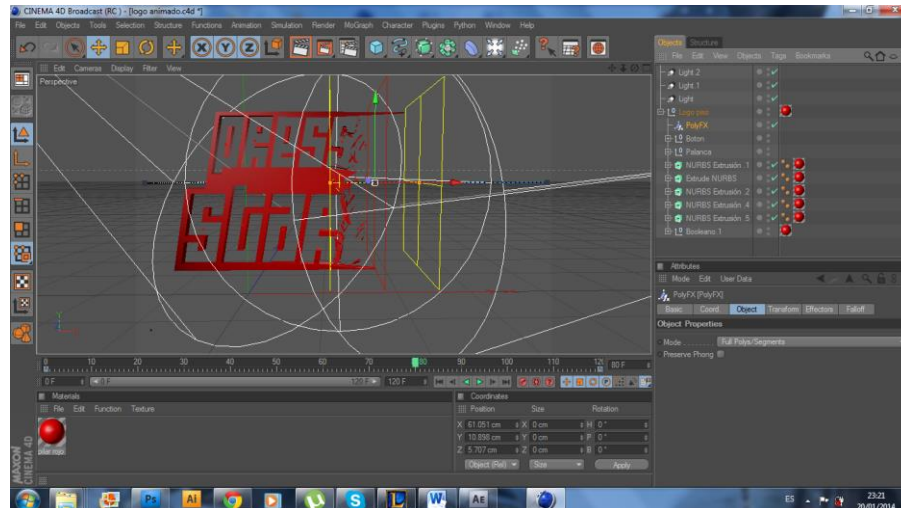 CINEMA 4D Broadcast (RC) - [logo animado.c4d *]
File Edit Objects Tools Selection Structure Functions Animation Simulation Render MoGraph Character Plugins Python Window Help
Edit Cameras Display Filter View
Perspective
PRESS
START
0 10 20 30 40 50 60 70 80 90 100 110 80 F
0 F 0 F 120 F 120 F
Materials
File Edit Function Texture
MAXON
CINEMA 4D
Coordinates
Position Size Rotation
X 61.051 cm X 0 cm H 0 °
Y 10.898 cm Y 0 cm P 0 °
Z 5.707 cm Z 0 cm B 0 °
Object (Rel) Size Apply
Objects Structure
File Edit View Objects Tags Bookmarks
Light 2
Light 1
Light
PolyFX
Boton
Palanca
NURBS Extrusión .1
Extrude NURBS
NURBS Extrusión .2
NURBS Extrusión .4
NURBS Extrusión .5
Booleano.1
Attributes
Mode Edit User Data
PolyFX [PolyFX]
Basic Coord Object Transform Effectors Falloff
Object Properties
Mode Full Polys/Segments
Preserve Phong
Ps Ai S L W AE
ES
23:21
20/01/2014